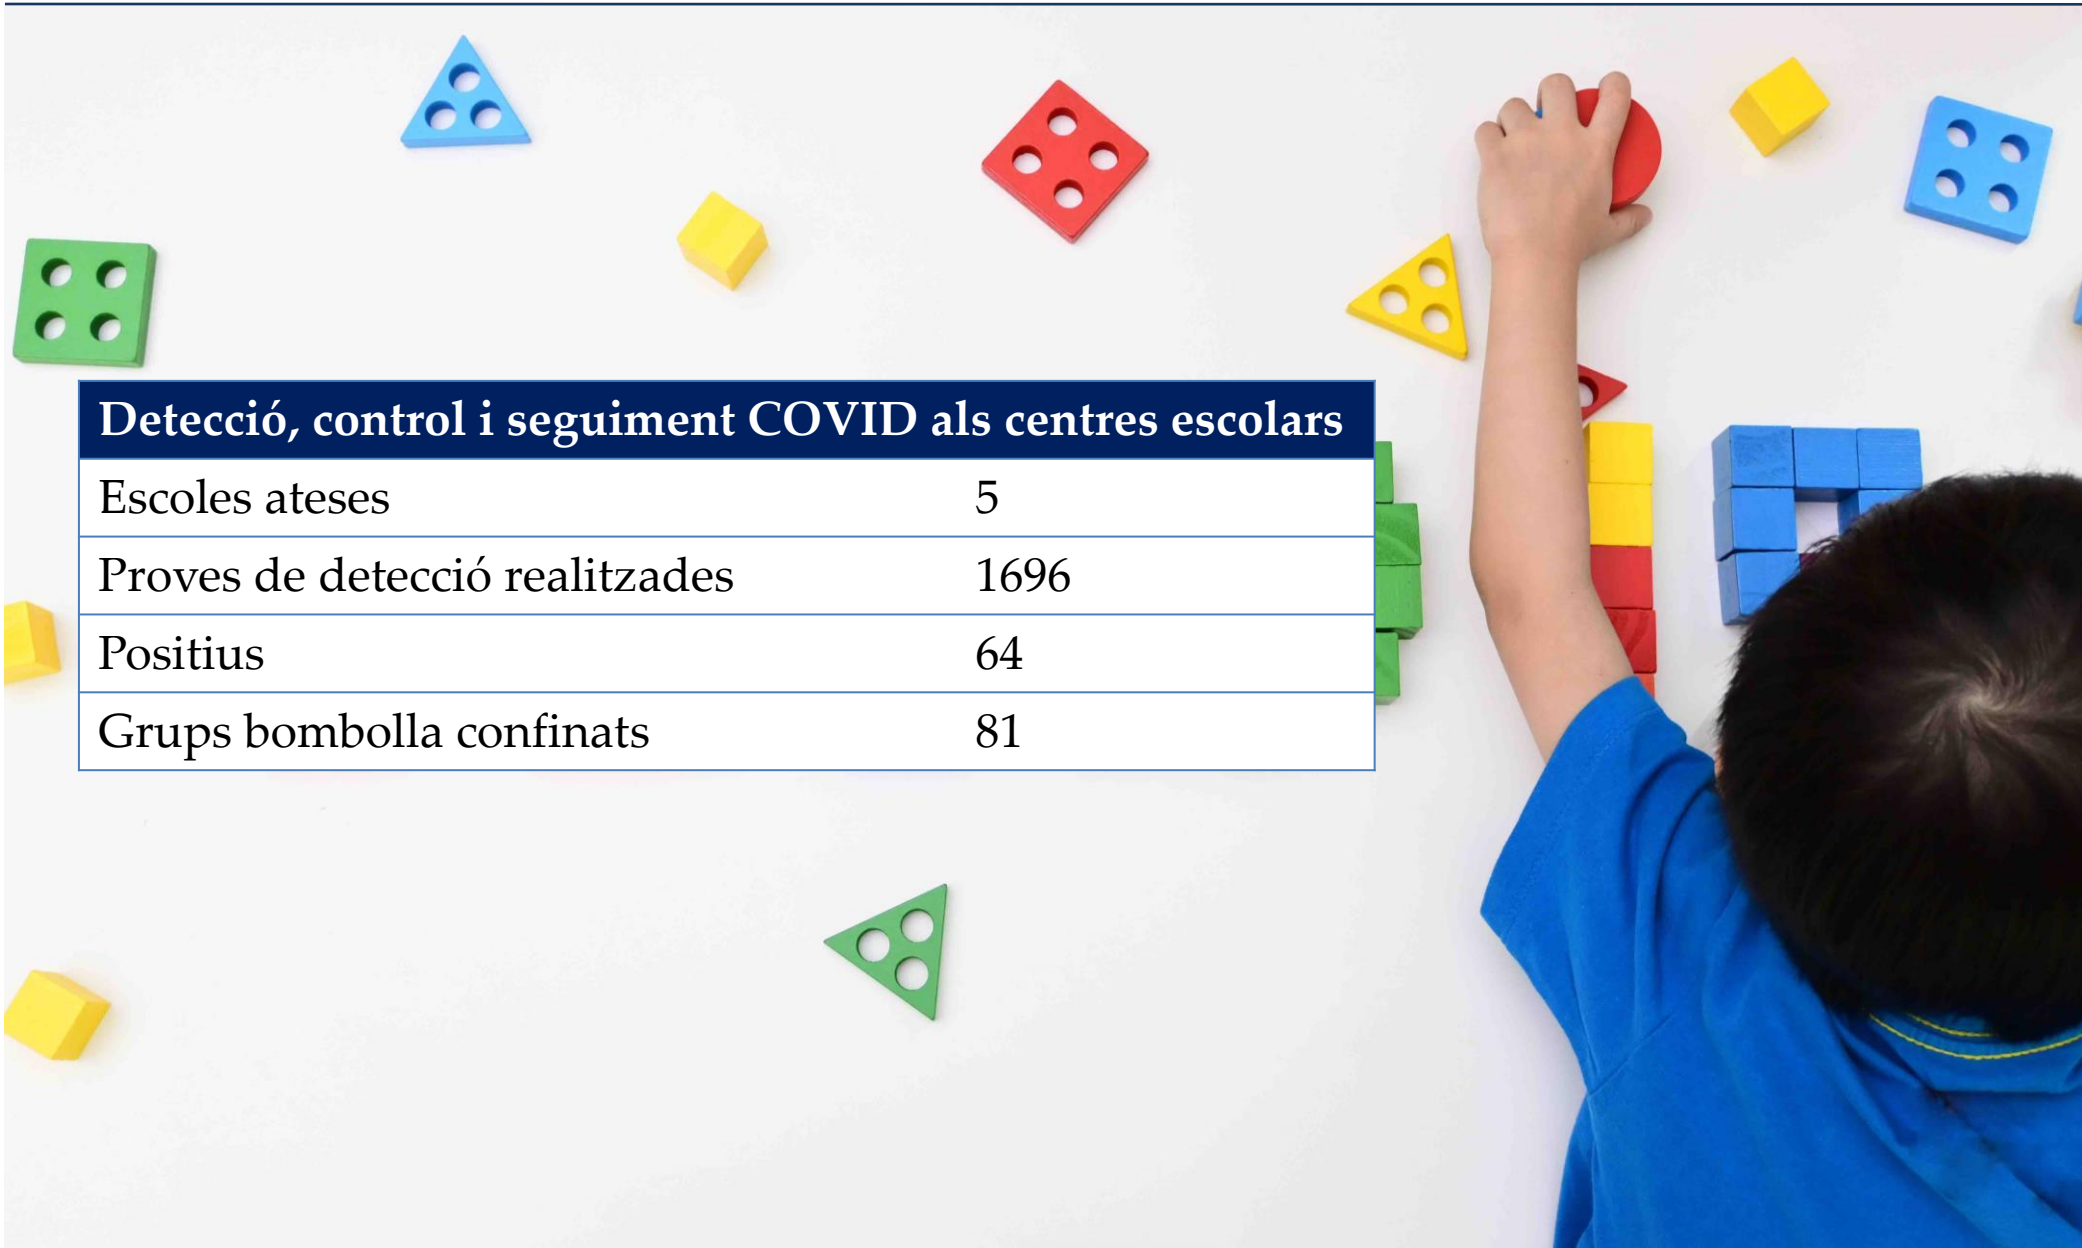 Detecció, control i seguiment COVID als centres escolars
Escoles ateses 5
Proves de detecció realitzades 1696
Positius 64
Grups bombolla confinats 81